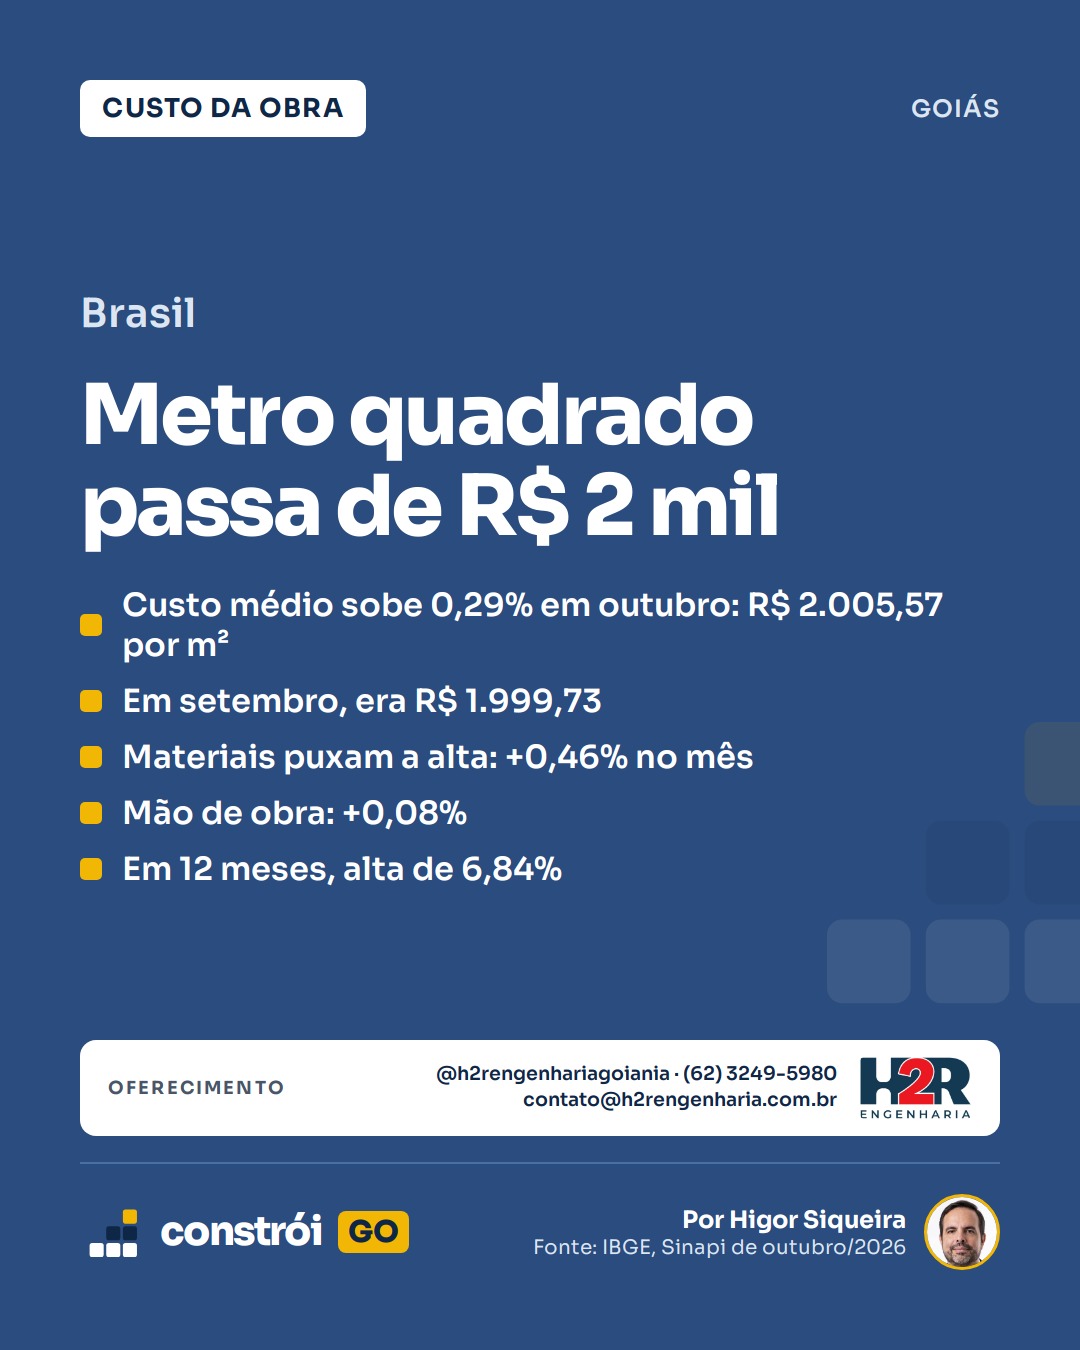 CUSTO DA OBRA
GOIÁS
Brasil
Metro quadrado
passa de R$ 2 mil
Custo médio sobe 0,29% em outubro: R$ 2.005,57
por m²
Em setembro, era R$ 1.999,73
Materiais puxam a alta: +0,46% no mês
Mão de obra: +0,08%
Em 12 meses, alta de 6,84%
OFERECIMENTO
@h2rengenhariagoiania · (62) 3249-5980
contato@h2rengenharia.com.br
H2R
ENGENHARIA
constrói GO
Por Higor Siqueira
Fonte: IBGE, Sinapi de outubro/2026